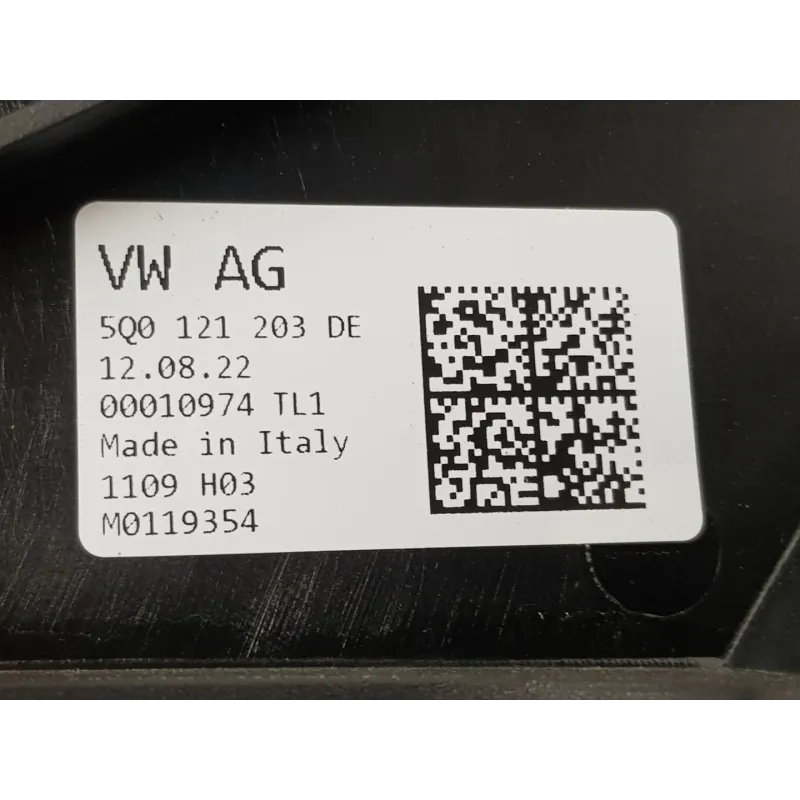 VW AG
5Q0 121 203 DE
12.08.22
00010974 TL1
Made in Italy
1109 H03
M0119354